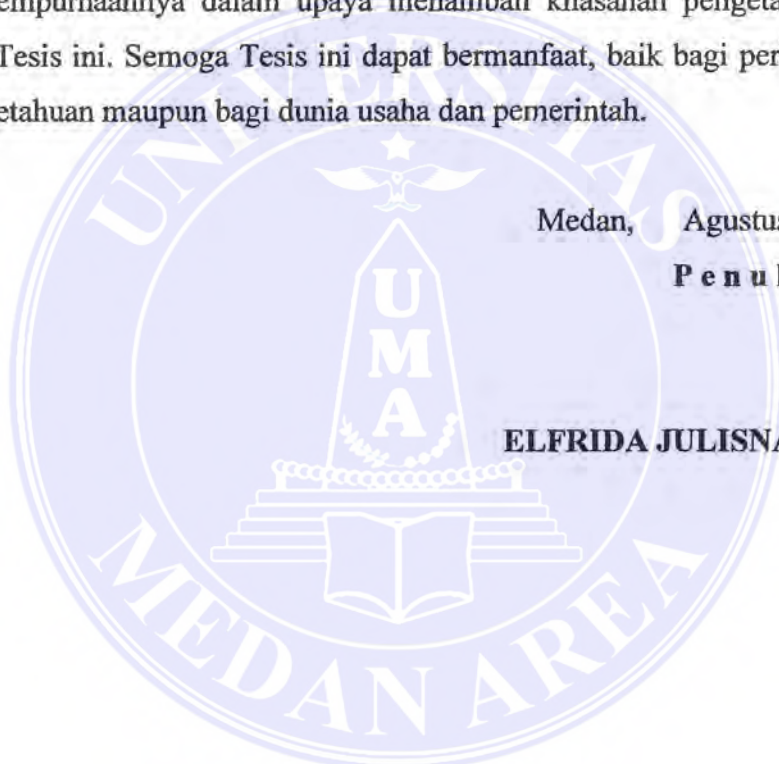 empurnaannya dalam upaya menambah khasanah pengeta
Tesis ini. Semoga Tesis ini dapat bermanfaat, baik bagi per
etahuan maupun bagi dunia usaha dan pemerintah.
Medan, Agustus
P e n u l
ELFRIDA JULISNA
UNIVERSITAS
U
M
A
MEDAN AREA